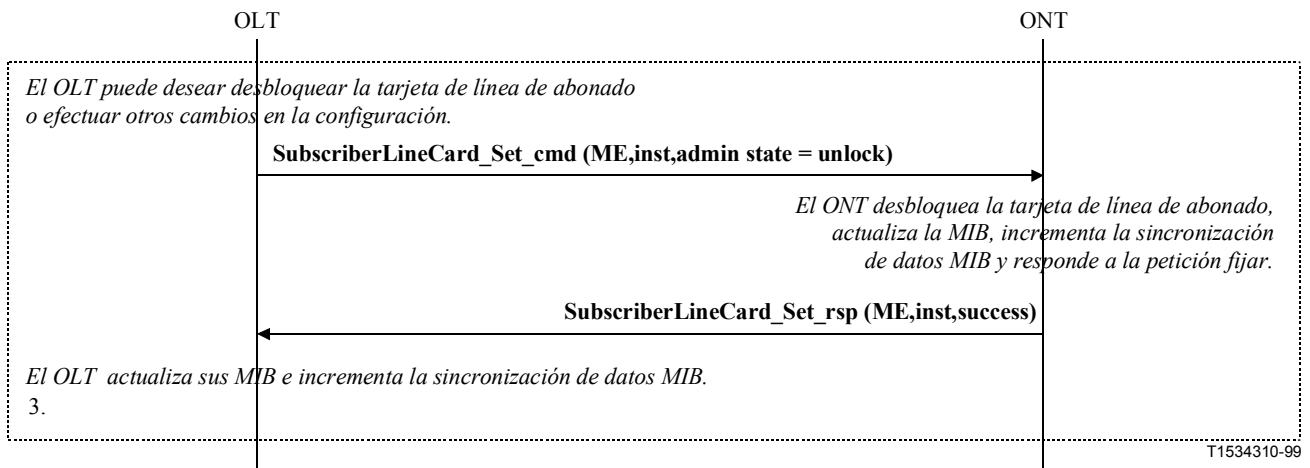 OLT ONT
El OLT puede desear desbloquear la tarjeta de línea de abonado
o efectuar otros cambios en la configuración.
SubscriberLineCard_Set_cmd (ME,inst,admin state = unlock)
El ONT desbloquea la tarjeta de línea de abonado,
actualiza la MIB, incrementa la sincronización
de datos MIB y responde a la petición fijar.
SubscriberLineCard_Set_rsp (ME,inst,success)
El OLT actualiza sus MIB e incrementa la sincronización de datos MIB.
3.
T1534310-99